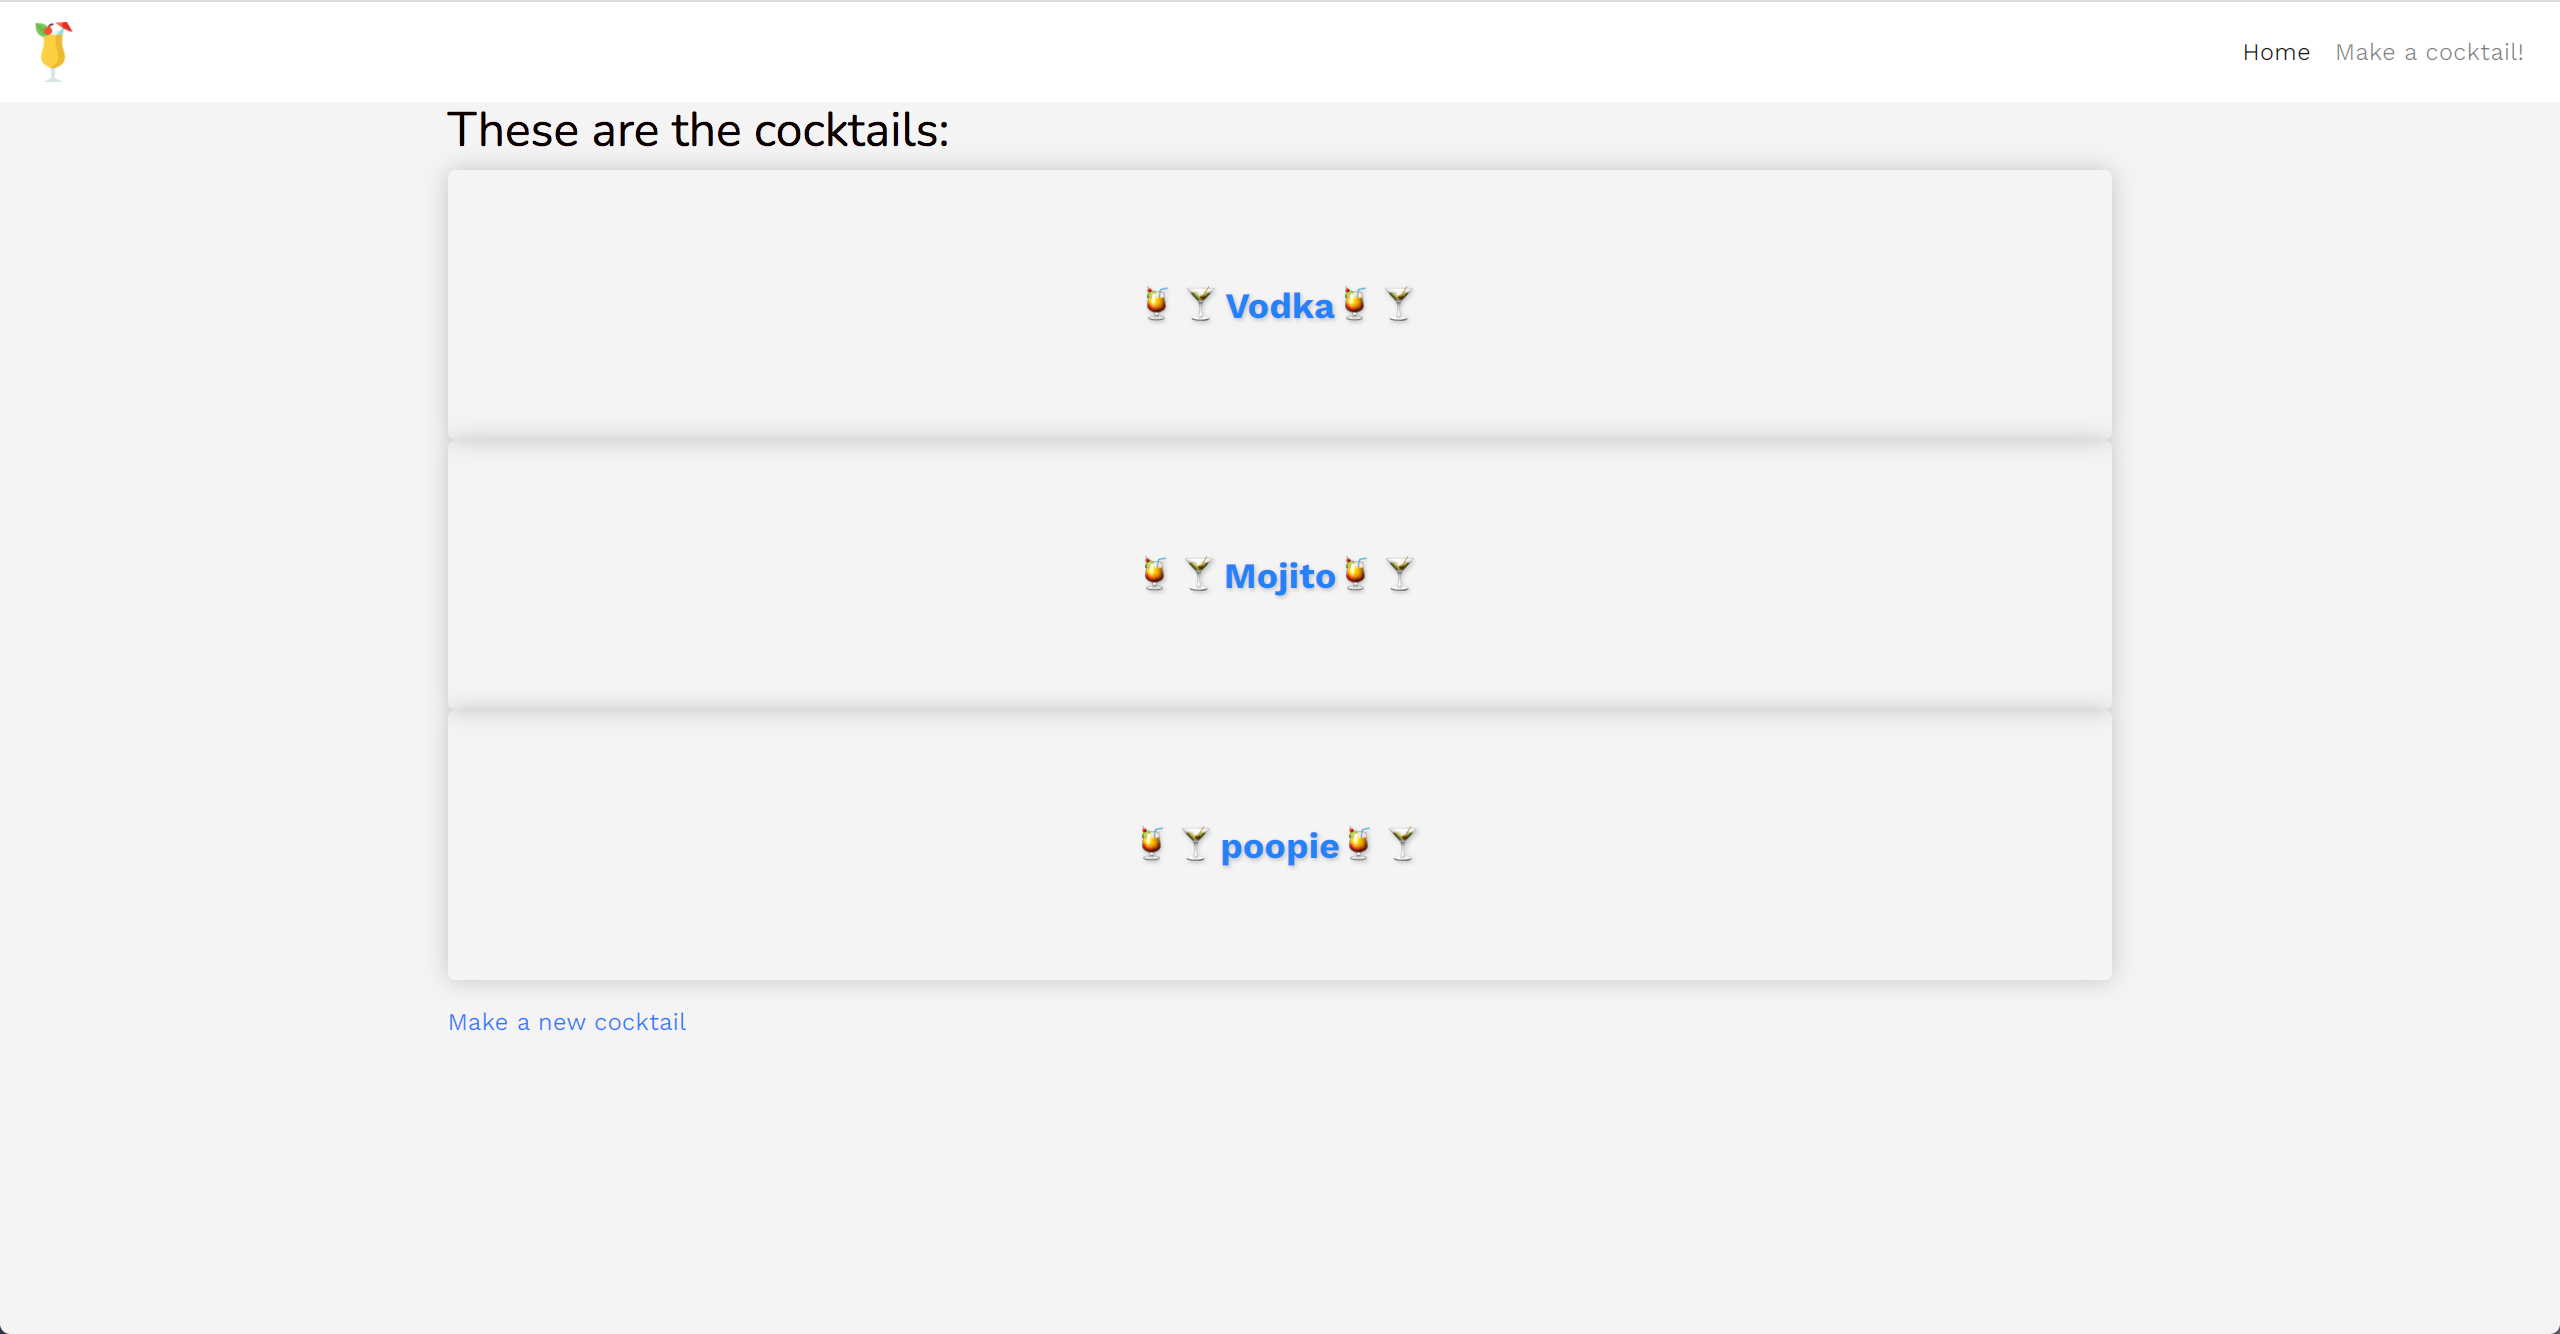 Home Make a cocktail!
These are the cocktails:
🍹 🍸 Vodka🍹 🍸
🍹 🍸 Mojito🍹 🍸
🍹 🍸 poopie🍹 🍸
Make a new cocktail